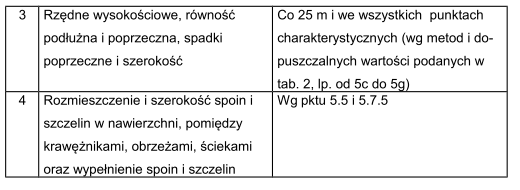 3 Rzędne wysokościowe, równość Co 25 m i we wszystkich punktach
podłużna i poprzeczna, spadki charakterystycznych (wg metod i do-
poprzeczne i szerokość puszczalnych wartości podanych w
tab. 2, lp. od 5c do 5g)
4 Rozmieszczenie i szerokość spoin i Wg pktu 5.5 i 5.7.5
szczelin w nawierzchni, pomiędzy
krawężnikami, obrzeżami, ściekami
oraz wypełnienie spoin i szczelin